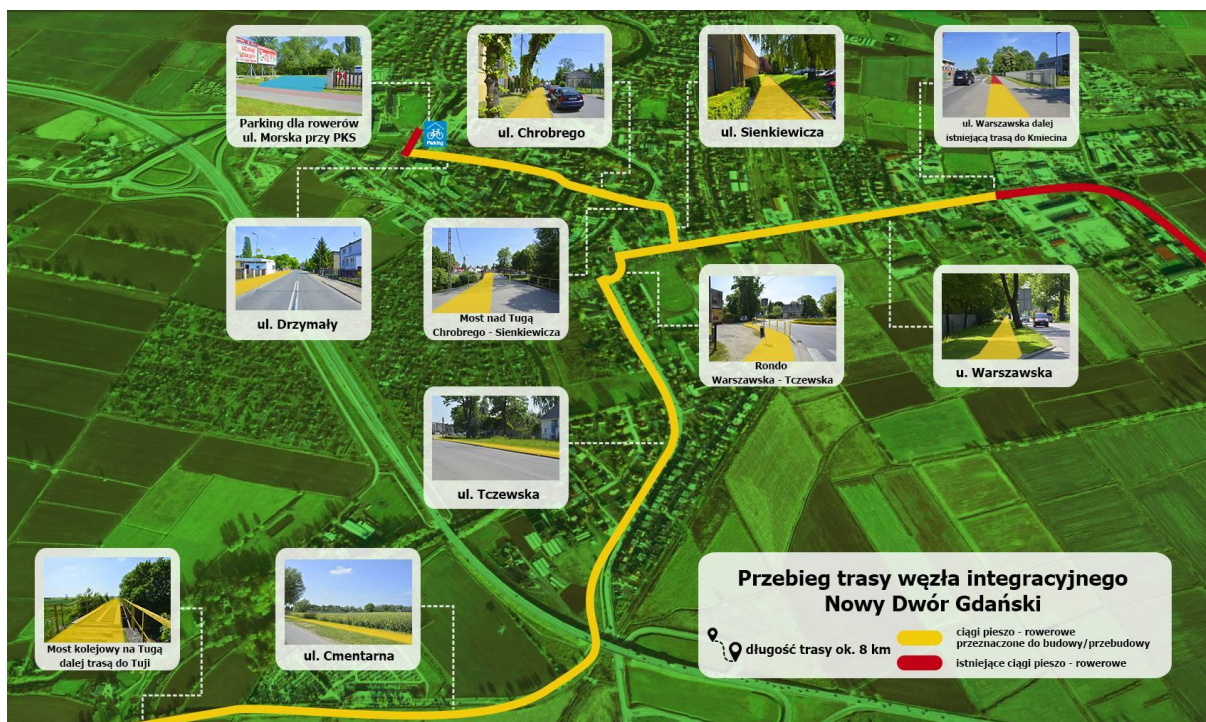 Parking dla rowerów
ul. Morska przy PKS
ul. Chrobrego
ul. Sienkiewicza
ul. Warszawska dalej
istniejącą trasą do Kmiecina
Parking
ul. Drzymały
Most nad Tugą
Chrobrego - Sienkiewicza
Rondo
Warszawska - Tczewska
u. Warszawska
ul. Tczewska
Most kolejowy na Tugą
dalej trasą do Tuji
ul. Cmentarna
Przebieg trasy węzła integracyjnego
Nowy Dwór Gdański
długość trasy ok. 8 km
ciągi pieszo - rowerowe
przeznaczone do budowy/przebudowy
istniejące ciągi pieszo - rowerowe